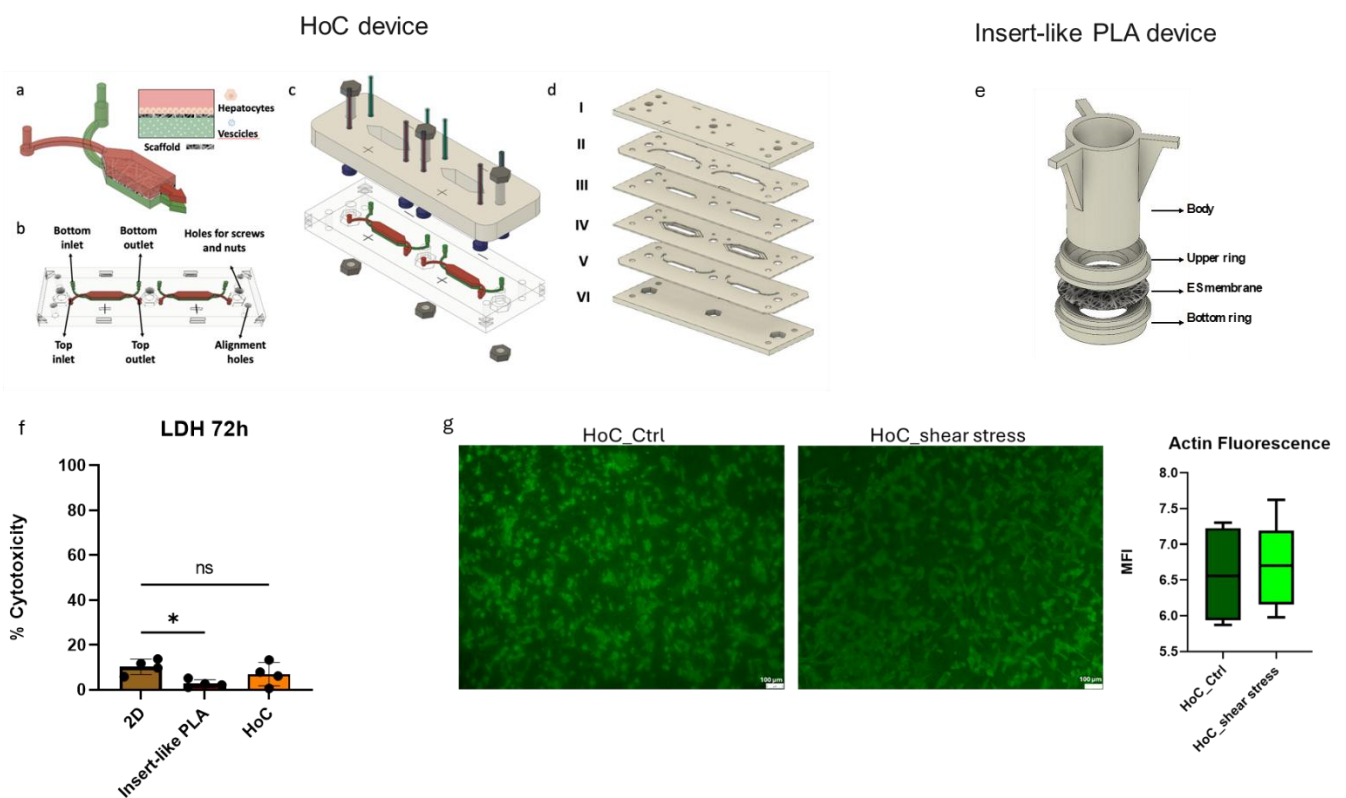 HoC device
Insert-like PLA device
a
Hepatocytes
Vescicles
Scaffold
b
Bottom inlet
Bottom outlet
Holes for screws and nuts
Top inlet
Top outlet
Alignment holes
c
d
I
II
III
IV
V
VI
e
Body
Upper ring
ESmembrane
Bottom ring
f
LDH 72h
% Cytotoxicity
100
80
60
40
20
0
ns
*
2D
Insert-like PLA
HoC
g
HoC_Ctrl
HoC_shear stress
100 µm
100 µm
Actin Fluorescence
MFI
8.0
7.5
7.0
6.5
6.0
5.5
HoC_Ctrl
HoC_shear stress